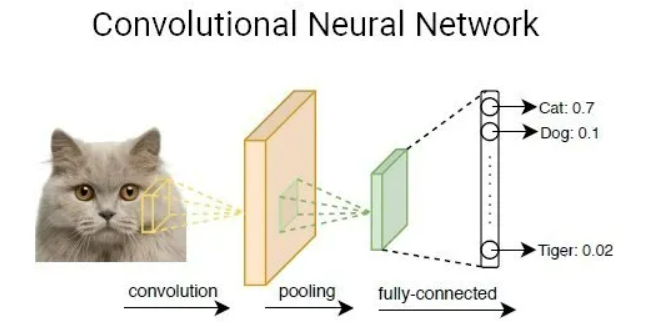 Convolutional Neural Network
Cat: 0.7
Dog: 0.1
Tiger: 0.02
convolution
pooling
fully-connected